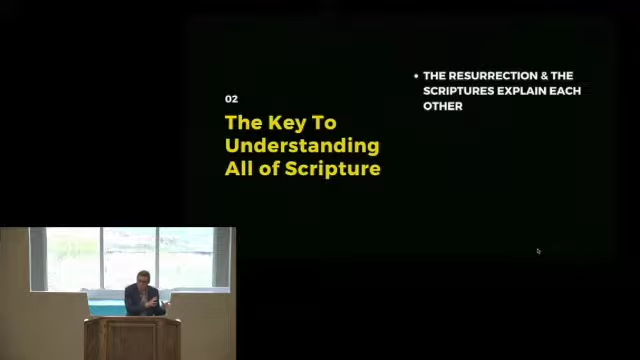 02
The Key To
Understanding
All of Scripture
• THE RESURRECTION & THE
SCRIPTURES EXPLAIN EACH
OTHER